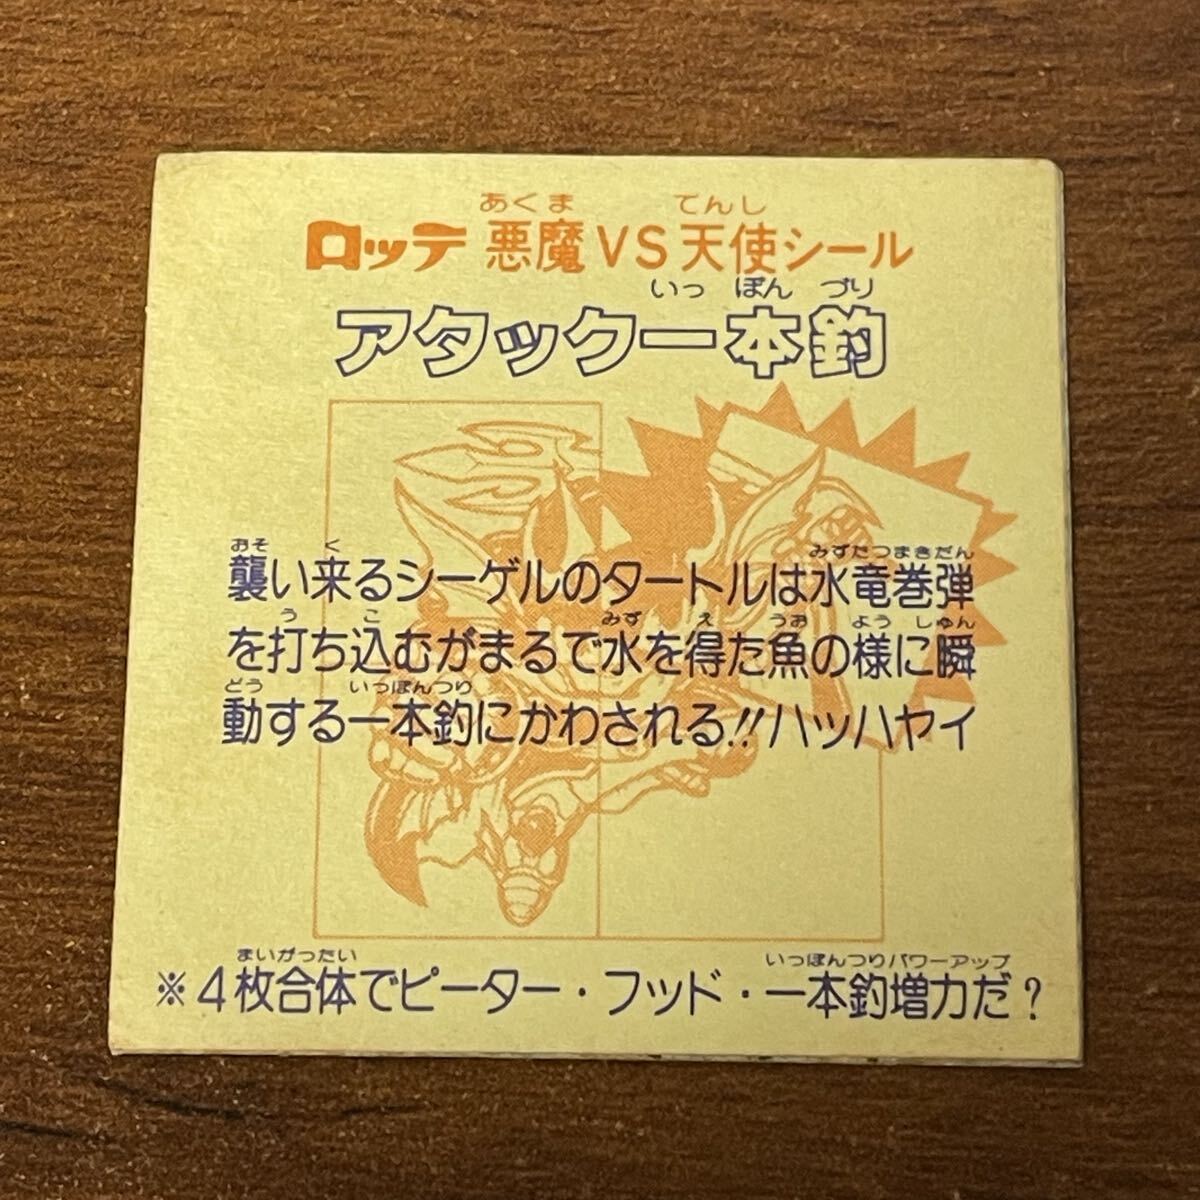 あくま てんし
ロッテ 悪魔VS天使シール
いっ ぽん づり
アタック一本釣
おそ く みずたつまきだん
襲い来るシーゲルのタートルは水竜巻弾
う こ みず え うお よう しゅん
を打ち込むがまるで水を得た魚の様に瞬
どう いっぽんつり
動する一本釣にかわされる!!ハッハヤイ
まいがったい いっぽんつりパワーアップ
※4枚合体でピーター・フッド・一本釣増力だ?